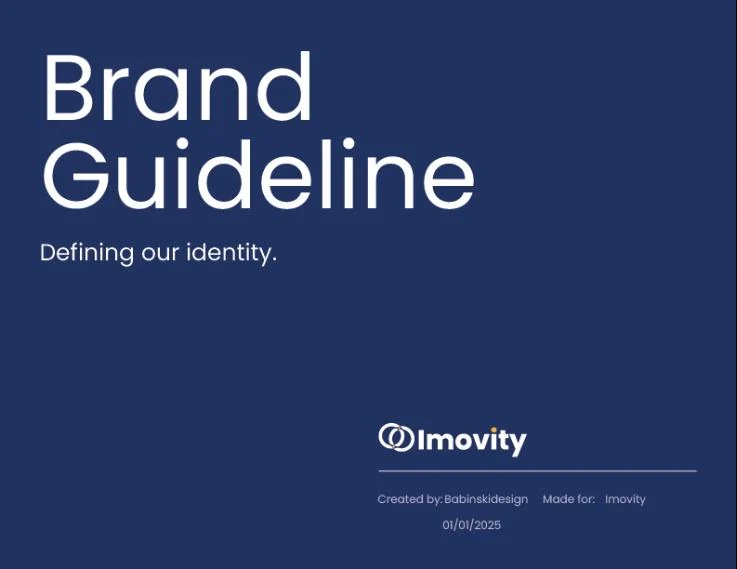 Brand
Guideline
Defining our identity.
Imovity
Created by: Babinskidesign Made for: Imovity
01/01/2025